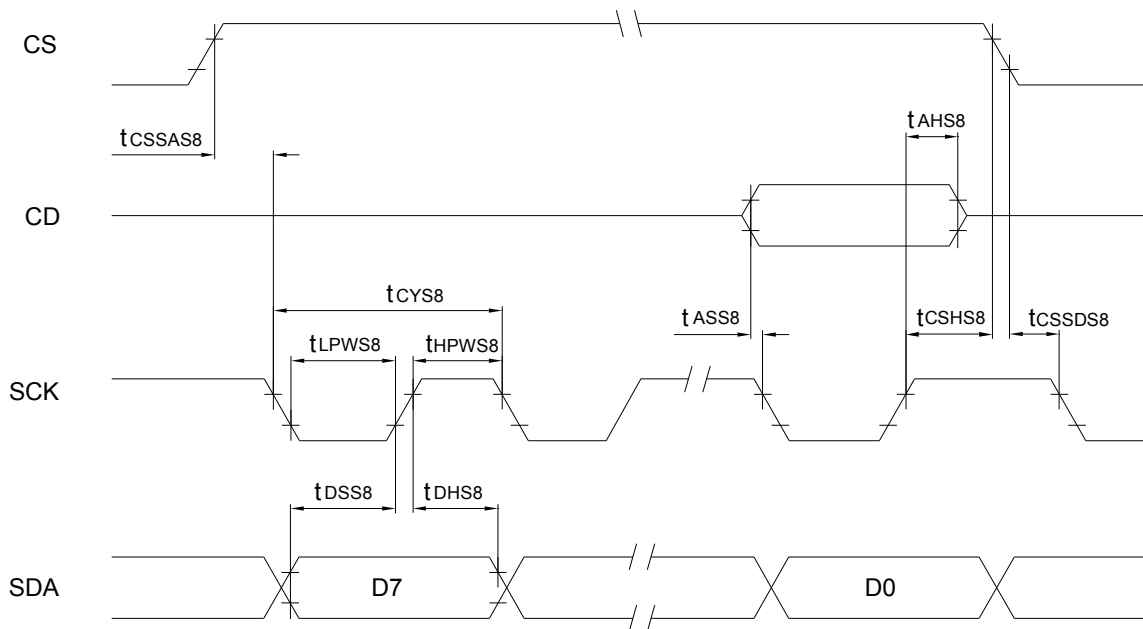 CS
tCSSAS8
tAHS8
CD
tCYS8
tASS8
tCSHS8
tCSSDS8
tLPWS8
tHPWS8
SCK
tDSS8
tDHS8
SDA
D7
D0